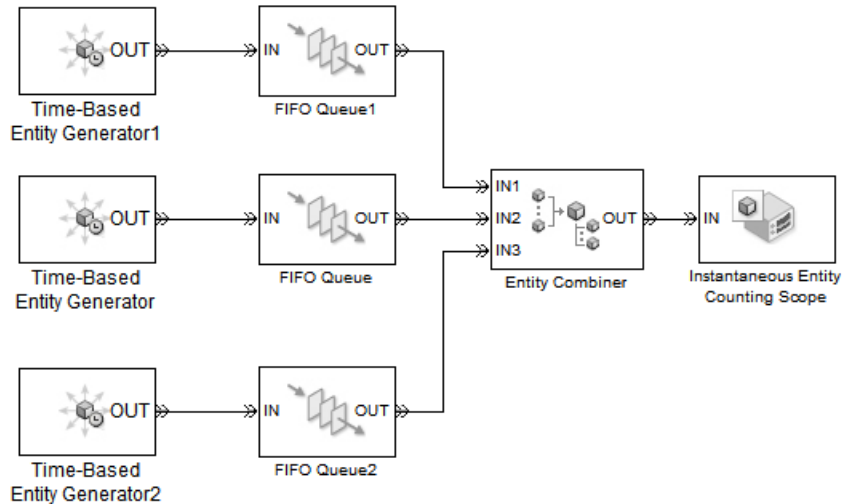 OUT
IN
OUT
Time-Based
Entity Generator1
FIFO Queue1
OUT
IN
OUT
Time-Based
Entity Generator
FIFO Queue
IN1
IN2
IN3
OUT
Entity Combiner
IN
Instantaneous Entity
Counting Scope
OUT
IN
OUT
Time-Based
Entity Generator2
FIFO Queue2